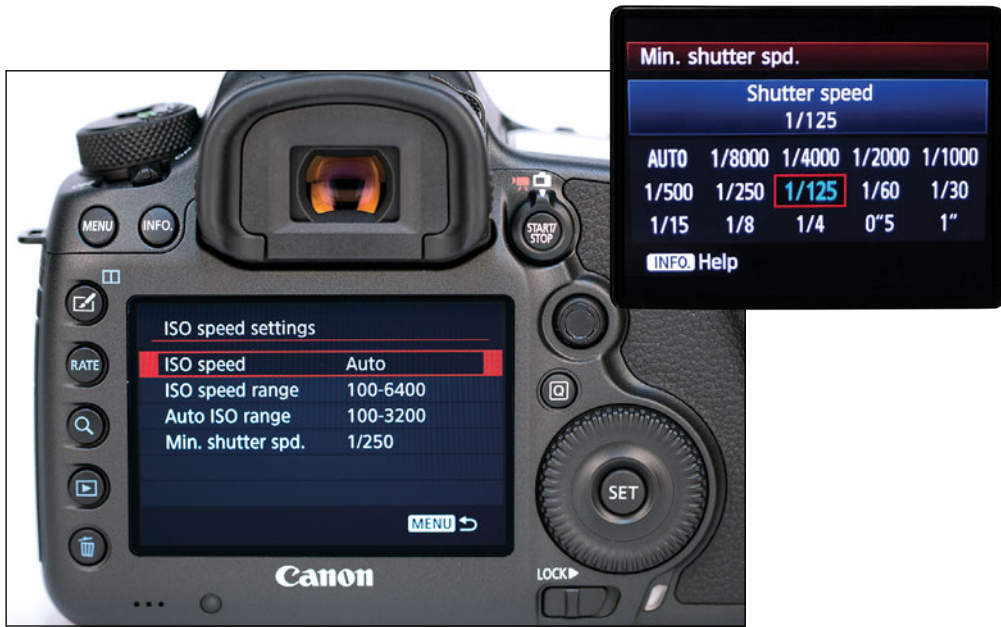 Min. shutter spd.
Shutter speed
1/125
AUTO 1/8000 1/4000 1/2000 1/1000
1/500 1/250 1/125 1/60 1/30
1/15 1/8 1/4 0"5 1"
INFO. Help
MENU INFO.
START/
STOP
RATE
ISO speed settings
ISO speed Auto
ISO speed range 100-6400
Auto ISO range 100-3200
Min. shutter spd. 1/250
MENU
Q
SET
Canon
LOCK